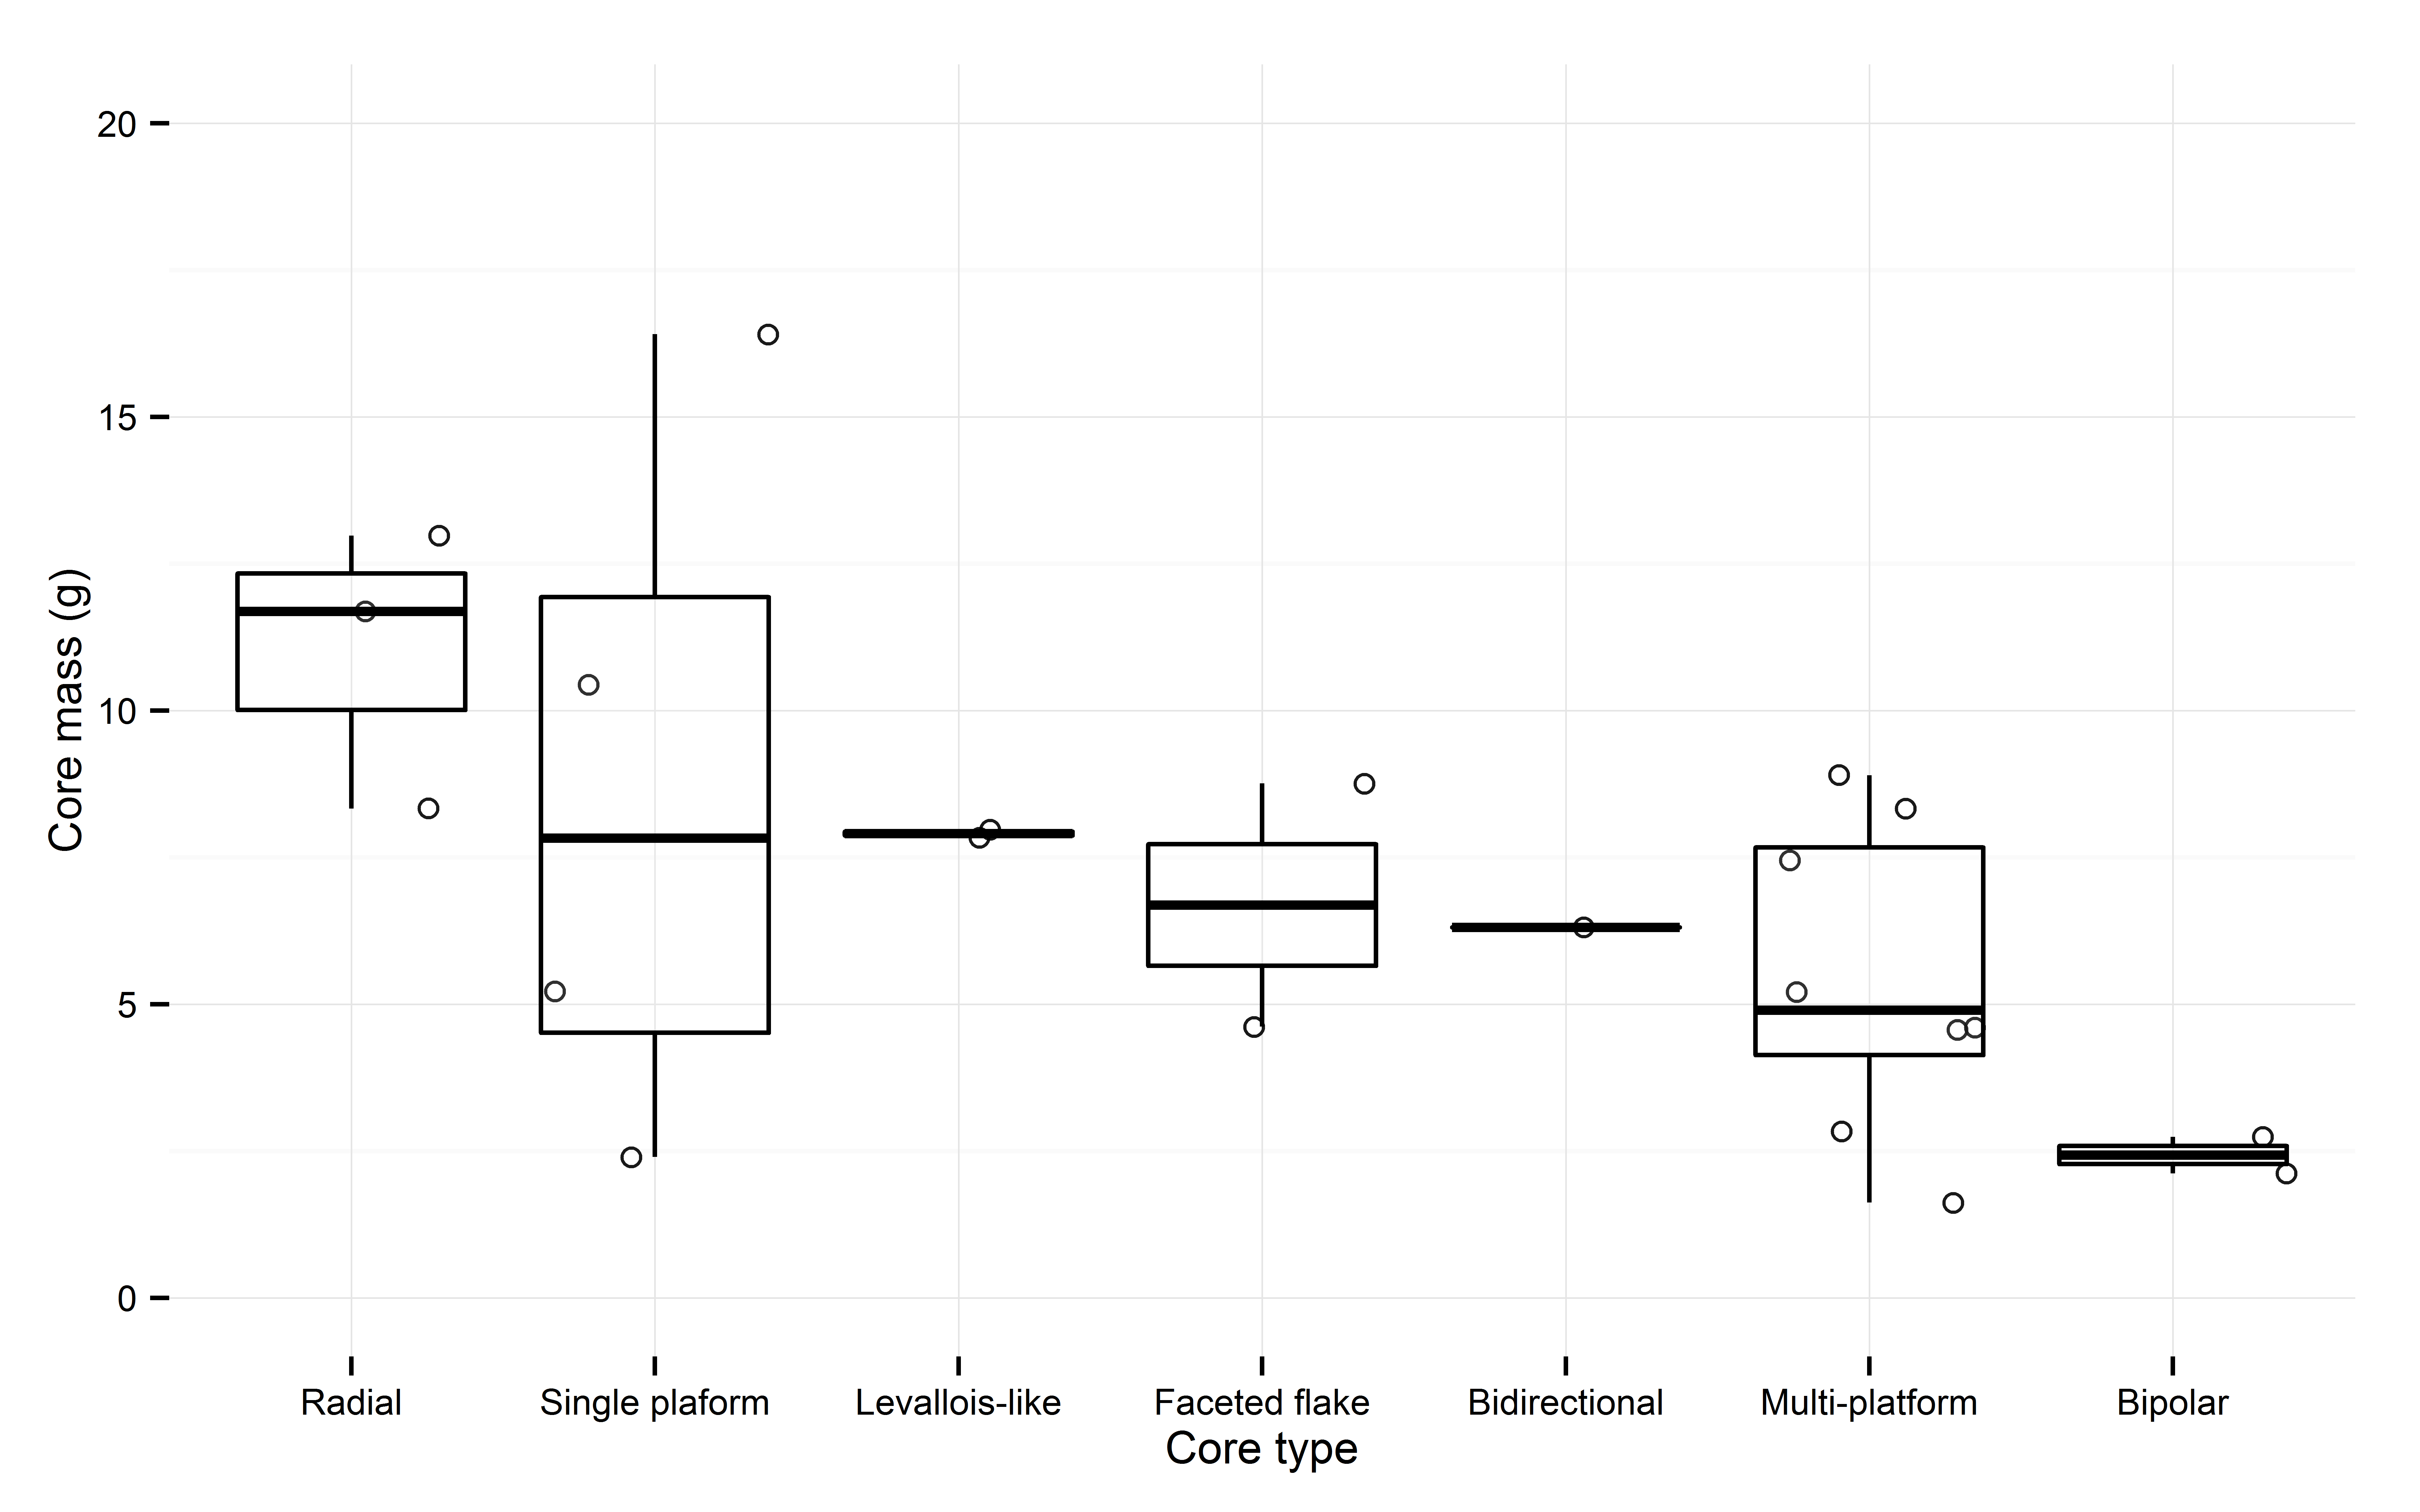 20
15
10
5
0
Core mass (g)
Radial
Single plaform
Levallois-like
Faceted flake
Bidirectional
Multi-platform
Bipolar
Core type